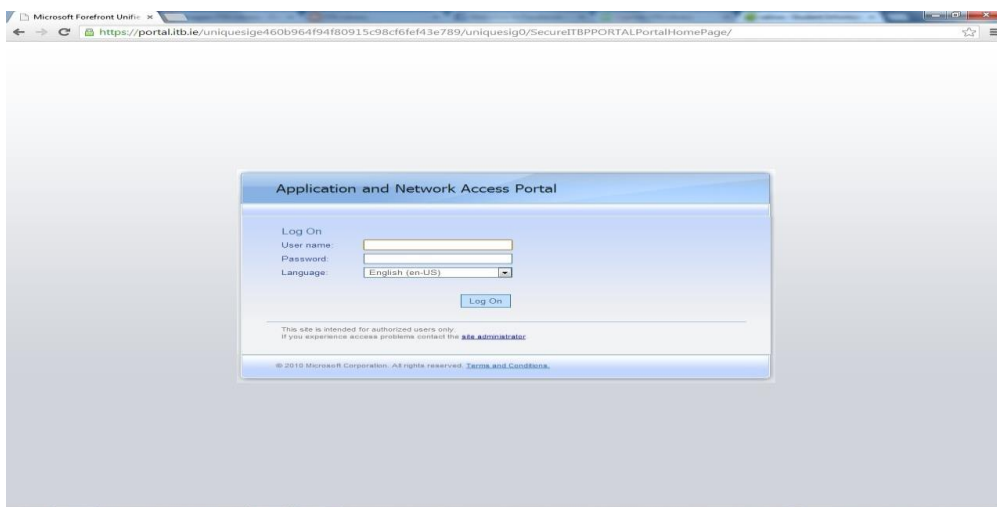 Microsoft Forefront Unifie
https://portal.itb.ie/uniquesige460b964f94f80915c98cf6fef43e789/uniquesig0/SecureITBPPORTALPortalHomePage/
Application and Network Access Portal
Log On
User name:
Password:
Language: English (en-US)
Log On
This site is intended for authorized users only.
If you experience access problems contact the site administrator
© 2010 Microsoft Corporation. All rights reserved. Terms and Conditions.